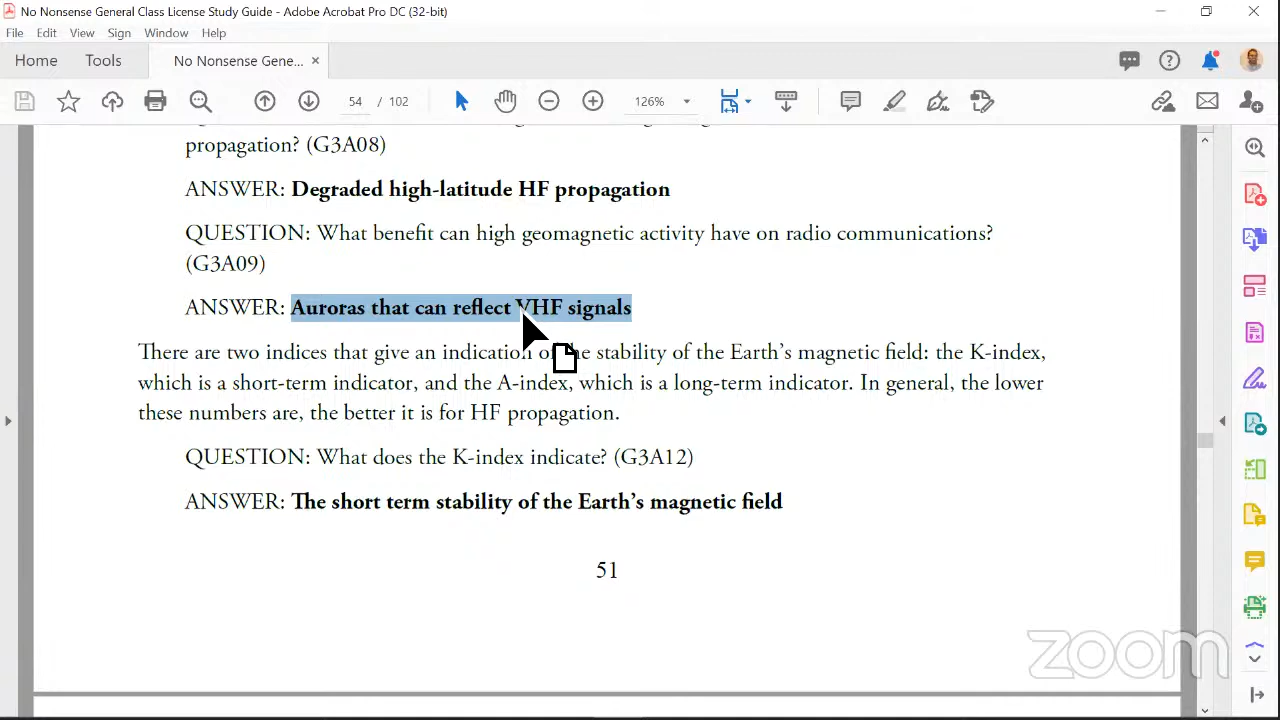 No Nonsense General Class License Study Guide - Adobe Acrobat Pro DC (32-bit)
File Edit View Sign Window Help
Home Tools No Nonsense Gene... ×
54 / 102 126%
propagation? (G3A08)
ANSWER: Degraded high-latitude HF propagation
QUESTION: What benefit can high geomagnetic activity have on radio communications?
(G3A09)
ANSWER: Auroras that can reflect VHF signals
There are two indices that give an indication of the stability of the Earth’s magnetic field: the K-index,
which is a short-term indicator, and the A-index, which is a long-term indicator. In general, the lower
these numbers are, the better it is for HF propagation.
QUESTION: What does the K-index indicate? (G3A12)
ANSWER: The short term stability of the Earth’s magnetic field
51
zoom